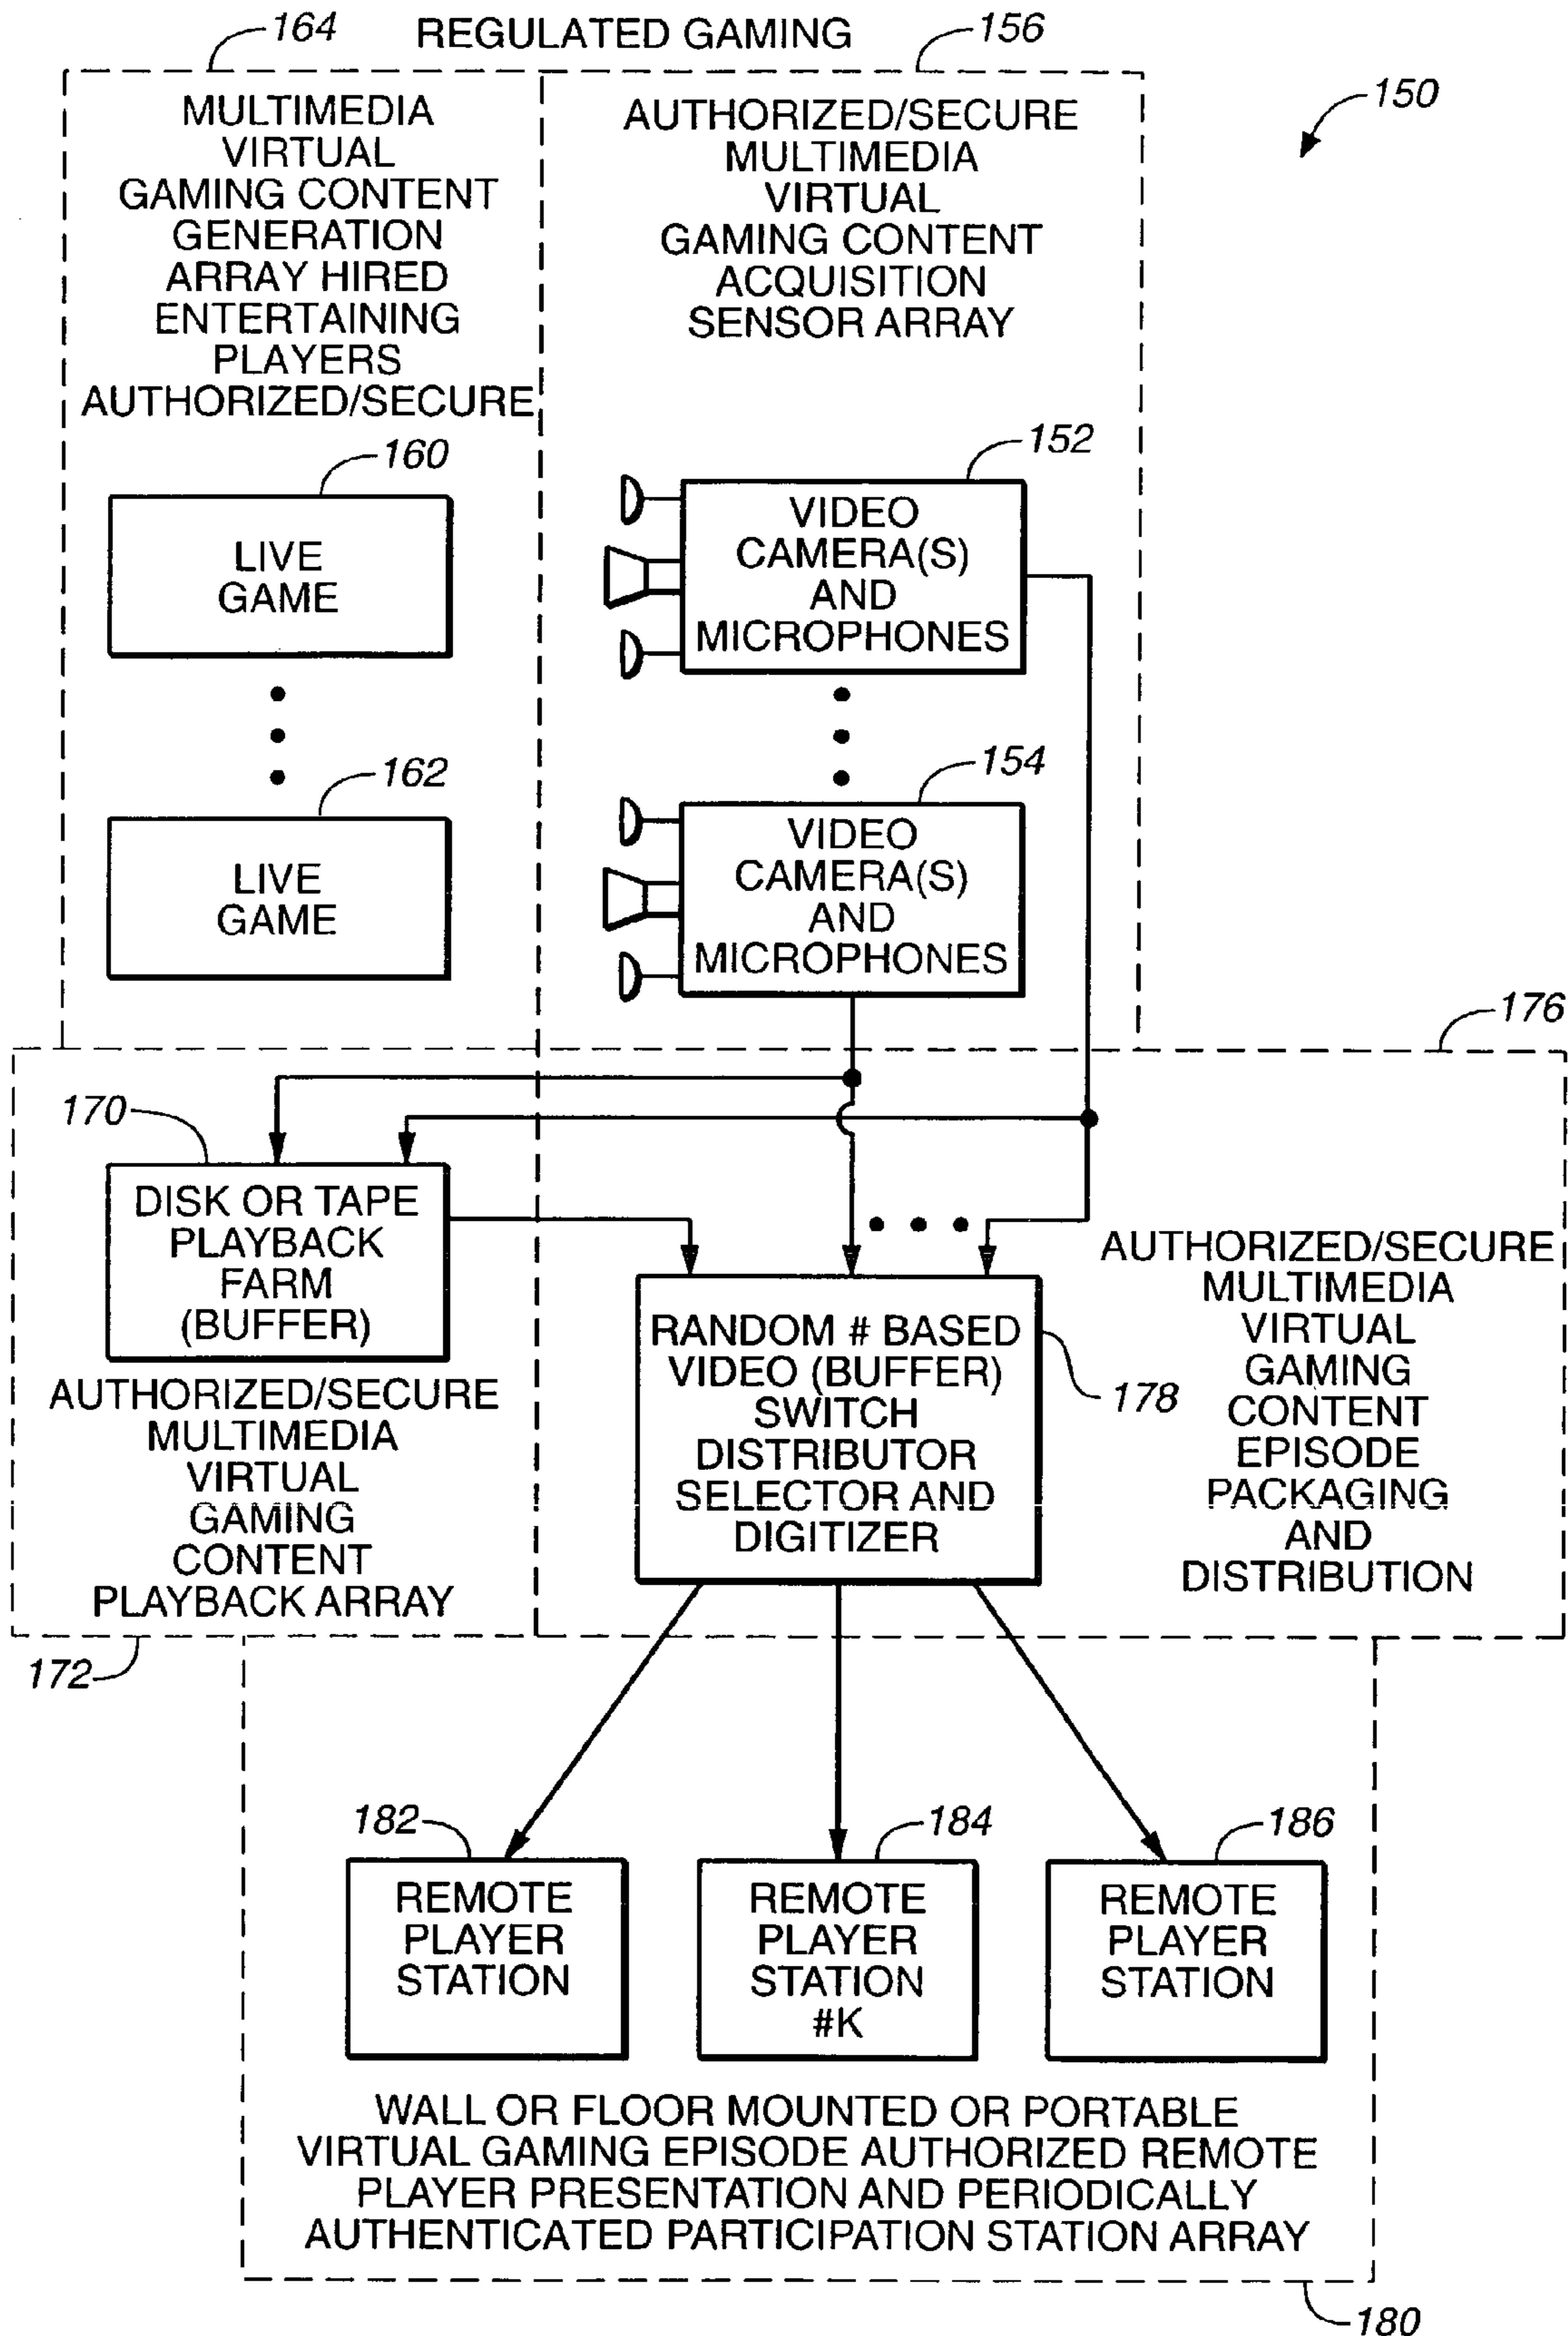 164
REGULATED GAMING
156
150
MULTIMEDIA
VIRTUAL
GAMING CONTENT
GENERATION
ARRAY HIRED
ENTERTAINING
PLAYERS
AUTHORIZED/SECURE
AUTHORIZED/SECURE
MULTIMEDIA
VIRTUAL
GAMING CONTENT
ACQUISITION
SENSOR ARRAY
160
LIVE
GAME
152
VIDEO
CAMERA(S)
AND
MICROPHONES
162
LIVE
GAME
154
VIDEO
CAMERA(S)
AND
MICROPHONES
176
170
DISK OR TAPE
PLAYBACK
FARM
(BUFFER)
AUTHORIZED/SECURE
MULTIMEDIA
VIRTUAL
GAMING
CONTENT
PLAYBACK ARRAY
172
RANDOM # BASED
VIDEO (BUFFER)
SWITCH
DISTRIBUTOR
SELECTOR AND
DIGITIZER
178
AUTHORIZED/SECURE
MULTIMEDIA
VIRTUAL
GAMING
CONTENT
EPISODE
PACKAGING
AND
DISTRIBUTION
182
REMOTE
PLAYER
STATION
184
REMOTE
PLAYER
STATION
#K
186
REMOTE
PLAYER
STATION
WALL OR FLOOR MOUNTED OR PORTABLE
VIRTUAL GAMING EPISODE AUTHORIZED REMOTE
PLAYER PRESENTATION AND PERIODICALLY
AUTHENTICATED PARTICIPATION STATION ARRAY
180